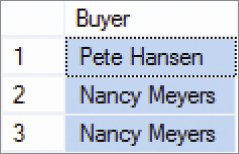 Buyer
1 Pete Hansen
2 Nancy Meyers
3 Nancy Meyers